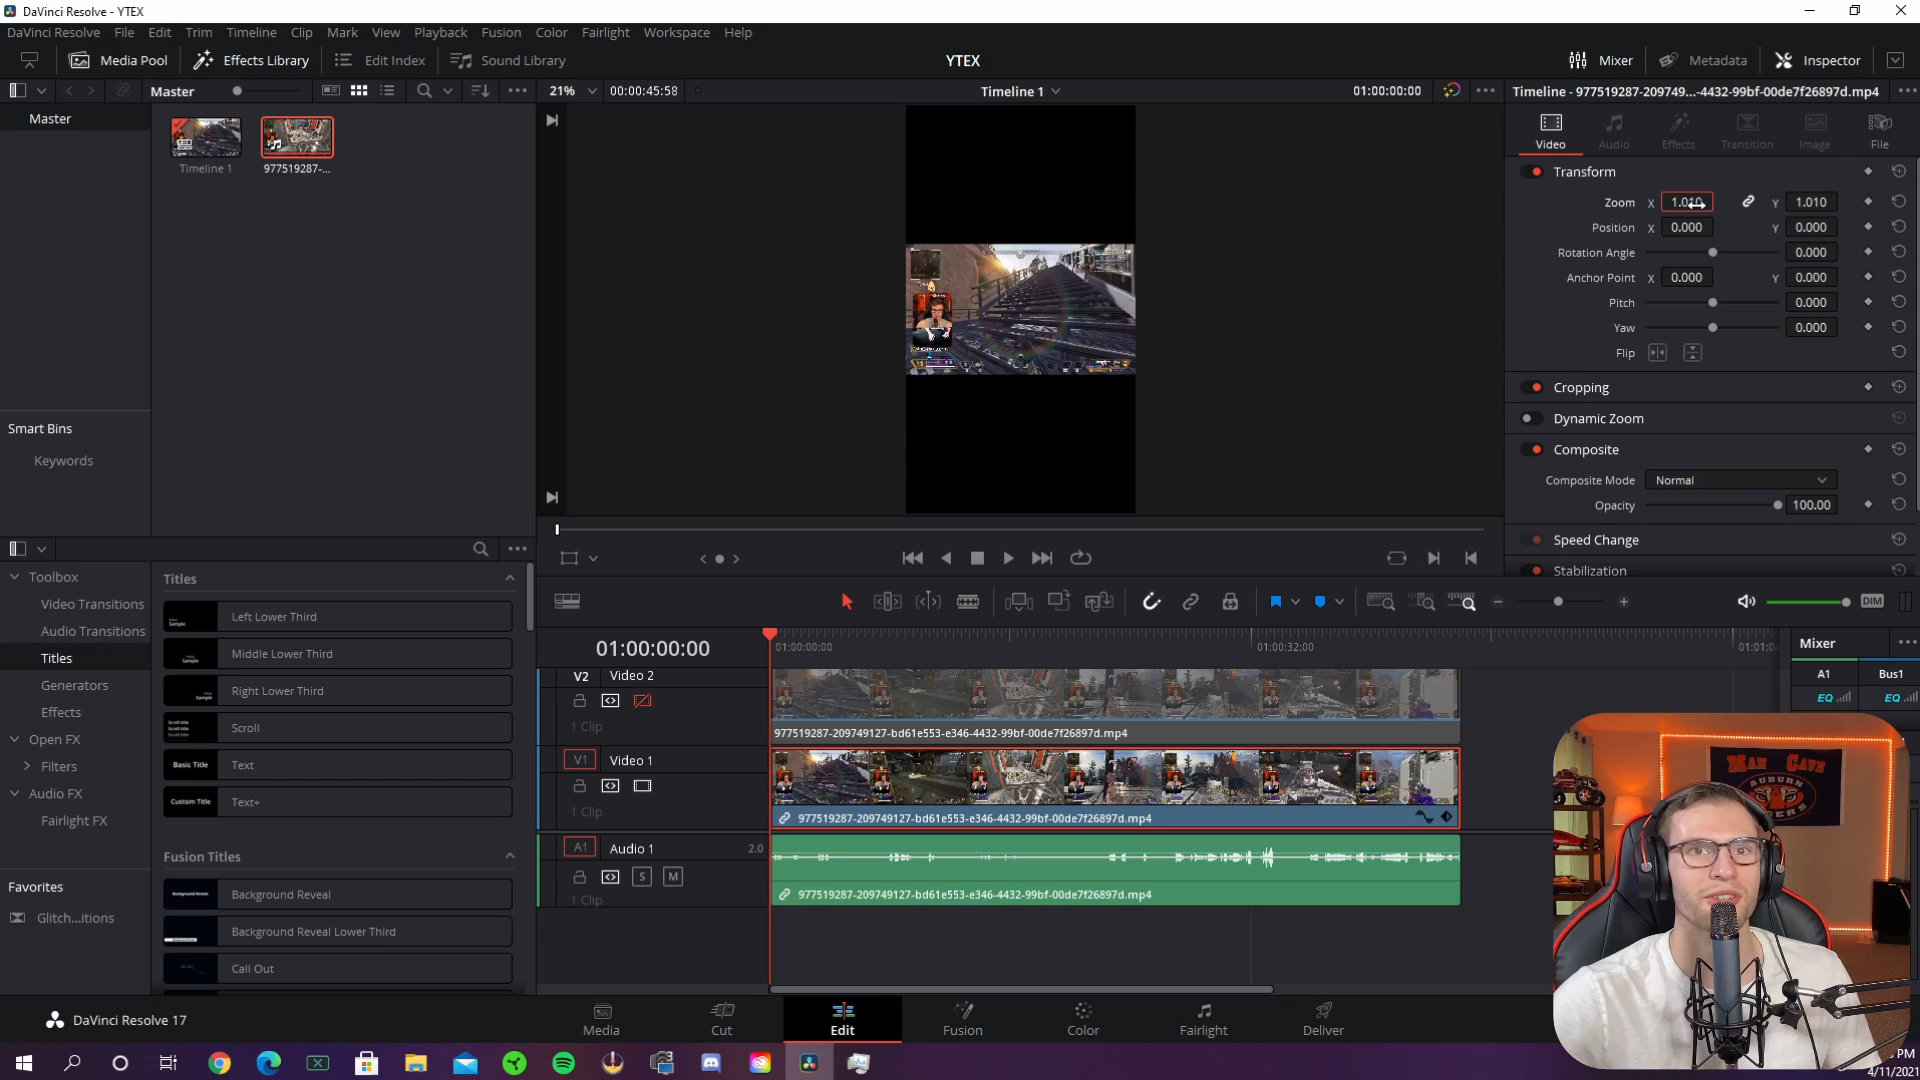 DaVinci Resolve - YTEX
DaVinci Resolve File Edit Trim Timeline Clip Mark View Playback Fusion Color Fairlight Workspace Help
Media Pool Effects Library Edit Index Sound Library YTEX Mixer Metadata Inspector
Master 21% 00:00:45:58 Timeline 1 01:00:00:00 Timeline - 977519287-209749...-4432-99bf-00de7f26897d.mp4
Master
Timeline 1 977519287-...
Video Audio Effects Transition Image File
Transform
Zoom X 1.010 Y 1.010
Position X 0.000 Y 0.000
Rotation Angle 0.000
Anchor Point X 0.000 Y 0.000
Pitch 0.000
Yaw 0.000
Flip
Cropping
Dynamic Zoom
Composite
Composite Mode Normal
Opacity 100.00
Speed Change
Stabilization
Smart Bins
Keywords
Toolbox
Video Transitions
Audio Transitions
Titles
Generators
Effects
Open FX
Filters
Audio FX
Fairlight FX
Favorites
Glitch...itions
Titles
Left Lower Third
Middle Lower Third
Right Lower Third
Scroll
Basic Title Text
Custom Title Text+
Fusion Titles
Background Reveal
Background Reveal Lower Third
Call Out
DIM
01:00:00:00 01:00:00:00 01:00:32:00 01:01:0
V2 Video 2
1 Clip
977519287-209749127-bd61e553-e346-4432-99bf-00de7f26897d.mp4
V1 Video 1
1 Clip
977519287-209749127-bd61e553-e346-4432-99bf-00de7f26897d.mp4
A1 Audio 1 2.0
S M
1 Clip
977519287-209749127-bd61e553-e346-4432-99bf-00de7f26897d.mp4
Mixer
A1 Bus1
EQ EQ
MAN CAVE
AUBURN
TIGERS
DaVinci Resolve 17
Media Cut Edit Fusion Color Fairlight Deliver
PM
4/11/2021